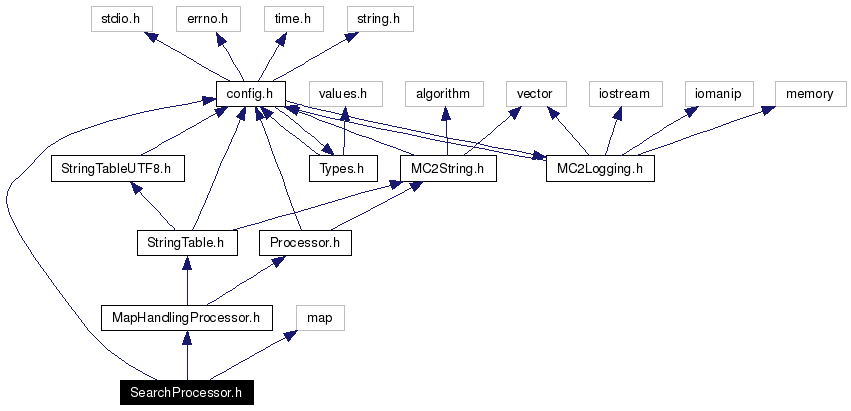 stdio.h
errno.h
time.h
string.h
config.h
values.h
algorithm
vector
iostream
iomanip
memory
StringTableUTF8.h
Types.h
MC2String.h
MC2Logging.h
StringTable.h
Processor.h
MapHandlingProcessor.h
map
SearchProcessor.h